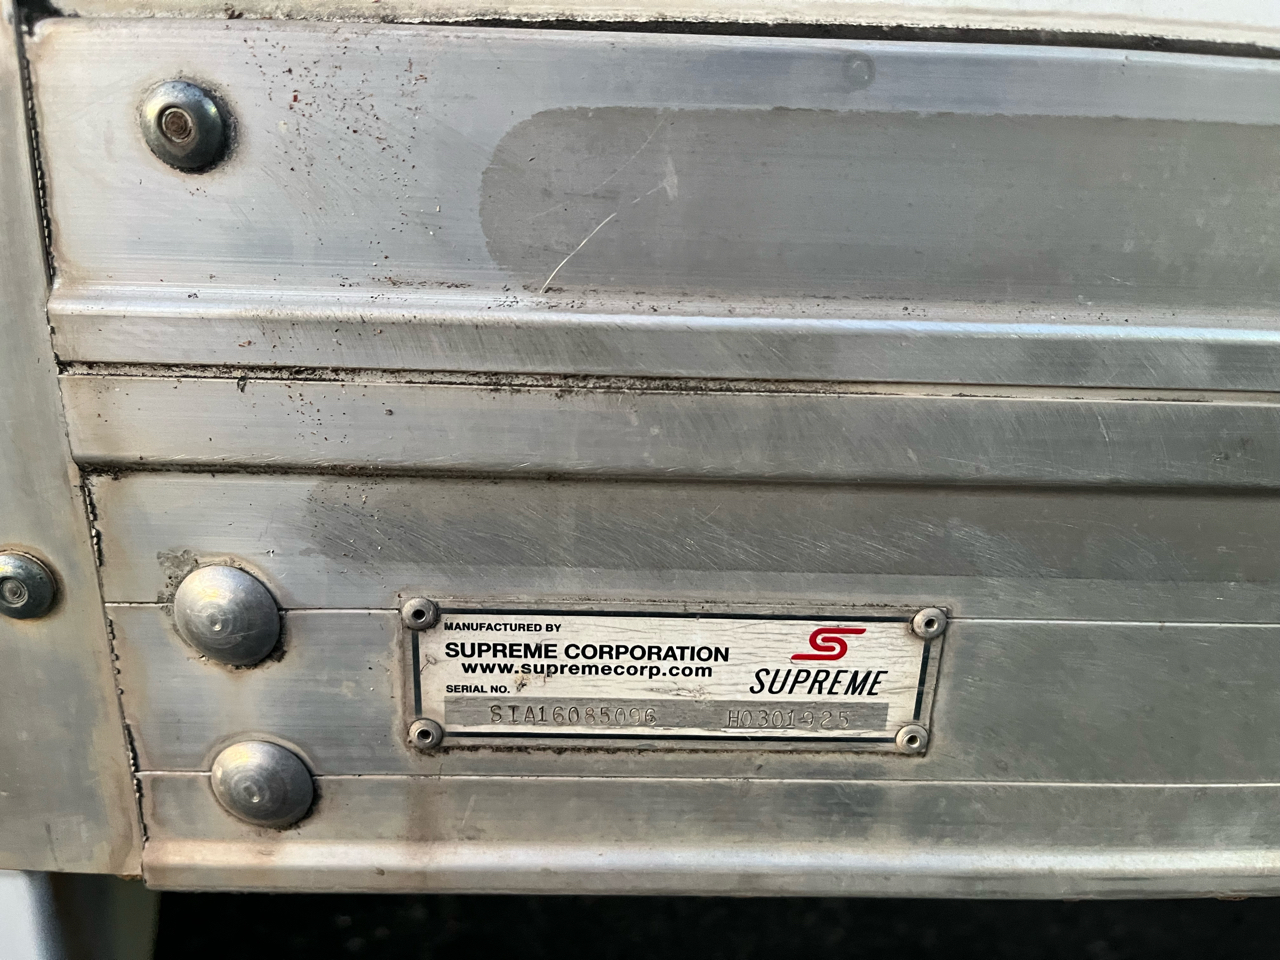 MANUFACTURED BY
SUPREME CORPORATION
www.supremecorp.com
SUPREME
SERIAL NO.
SIA16085096 H0301925